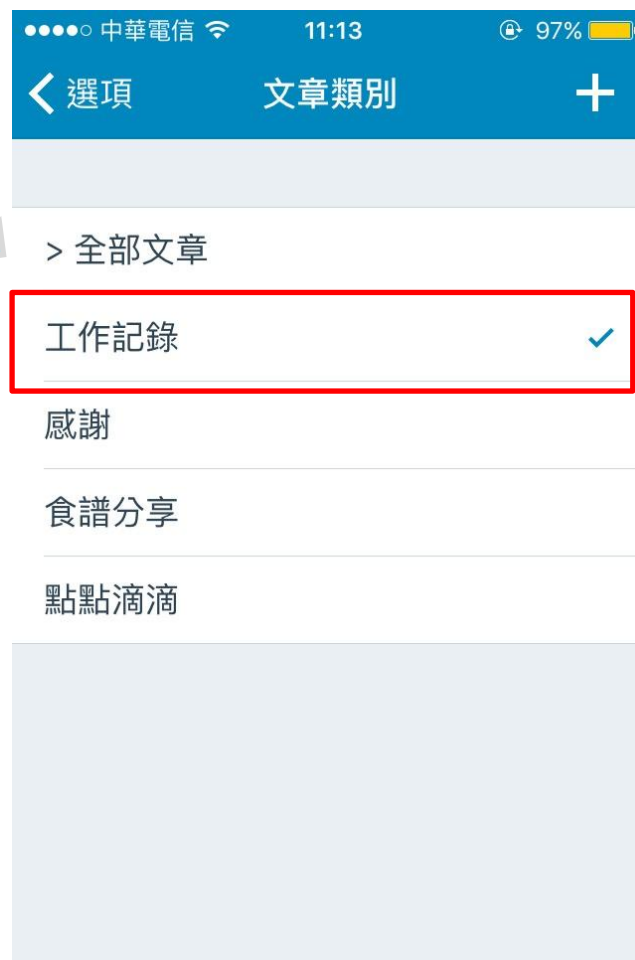 中華電信 11:13 97%
選項 文章類別 +
> 全部文章
工作記錄
感謝
食譜分享
點點滴滴